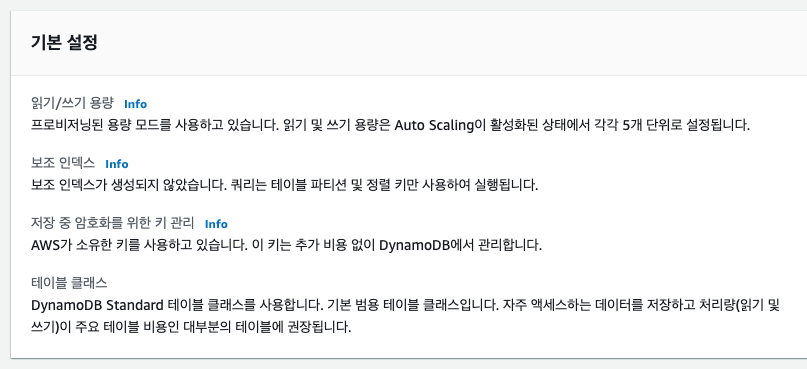 기본 설정
읽기/쓰기 용량 Info
프로비저닝된 용량 모드를 사용하고 있습니다. 읽기 및 쓰기 용량은 Auto Scaling이 활성화된 상태에서 각각 5개 단위로 설정됩니다.
보조 인덱스 Info
보조 인덱스가 생성되지 않았습니다. 쿼리는 테이블 파티션 및 정렬 키만 사용하여 실행됩니다.
저장 중 암호화를 위한 키 관리 Info
AWS가 소유한 키를 사용하고 있습니다. 이 키는 추가 비용 없이 DynamoDB에서 관리합니다.
테이블 클래스
DynamoDB Standard 테이블 클래스를 사용합니다. 기본 범용 테이블 클래스입니다. 자주 액세스하는 데이터를 저장하고 처리량(읽기 및
쓰기)이 주요 테이블 비용인 대부분의 테이블에 권장됩니다.